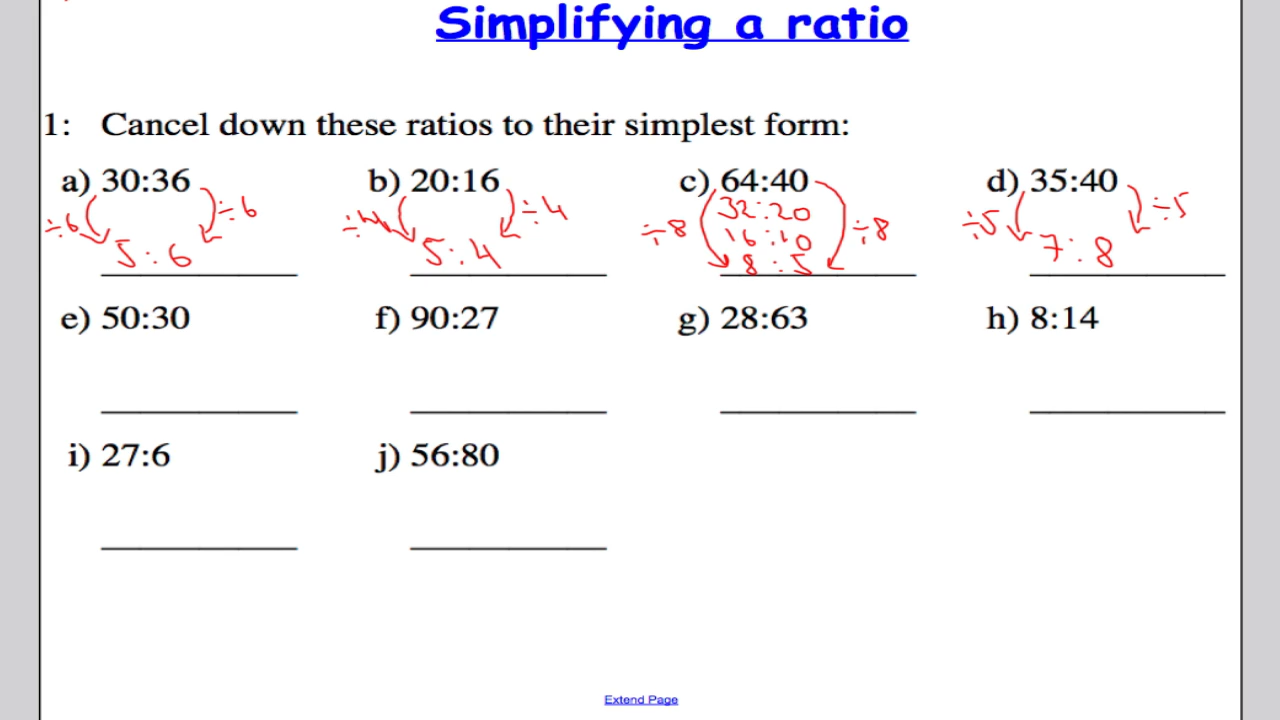 Simplifying a ratio
1: Cancel down these ratios to their simplest form:
a) 30:36 b) 20:16 c) 64:40 d) 35:40
÷6 ÷6 ÷4 ÷4 32:20 ÷5 ÷5
÷8 16:10 ÷8
5:6 5:4 8:5 7:8
e) 50:30 f) 90:27 g) 28:63 h) 8:14
i) 27:6 j) 56:80
Extend Page